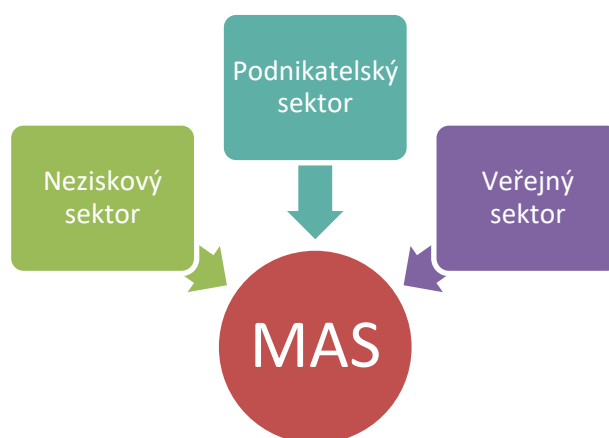 Podnikatelský
sektor
Neziskový
sektor
Veřejný
sektor
MAS